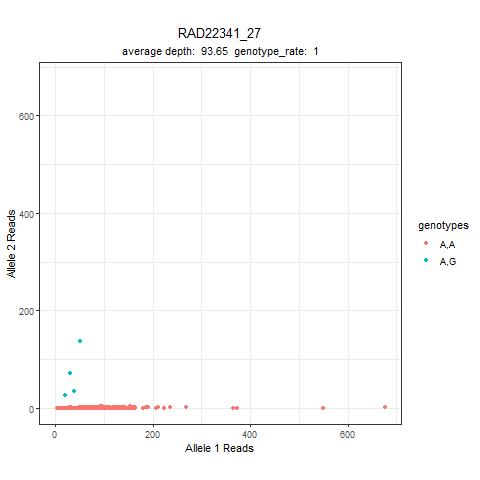 RAD22341_27
average depth: 93.65 genotype_rate: 1
600
400
200
0
Allele 2 Reads
0 200 400 600
Allele 1 Reads
genotypes
A,A
A,G